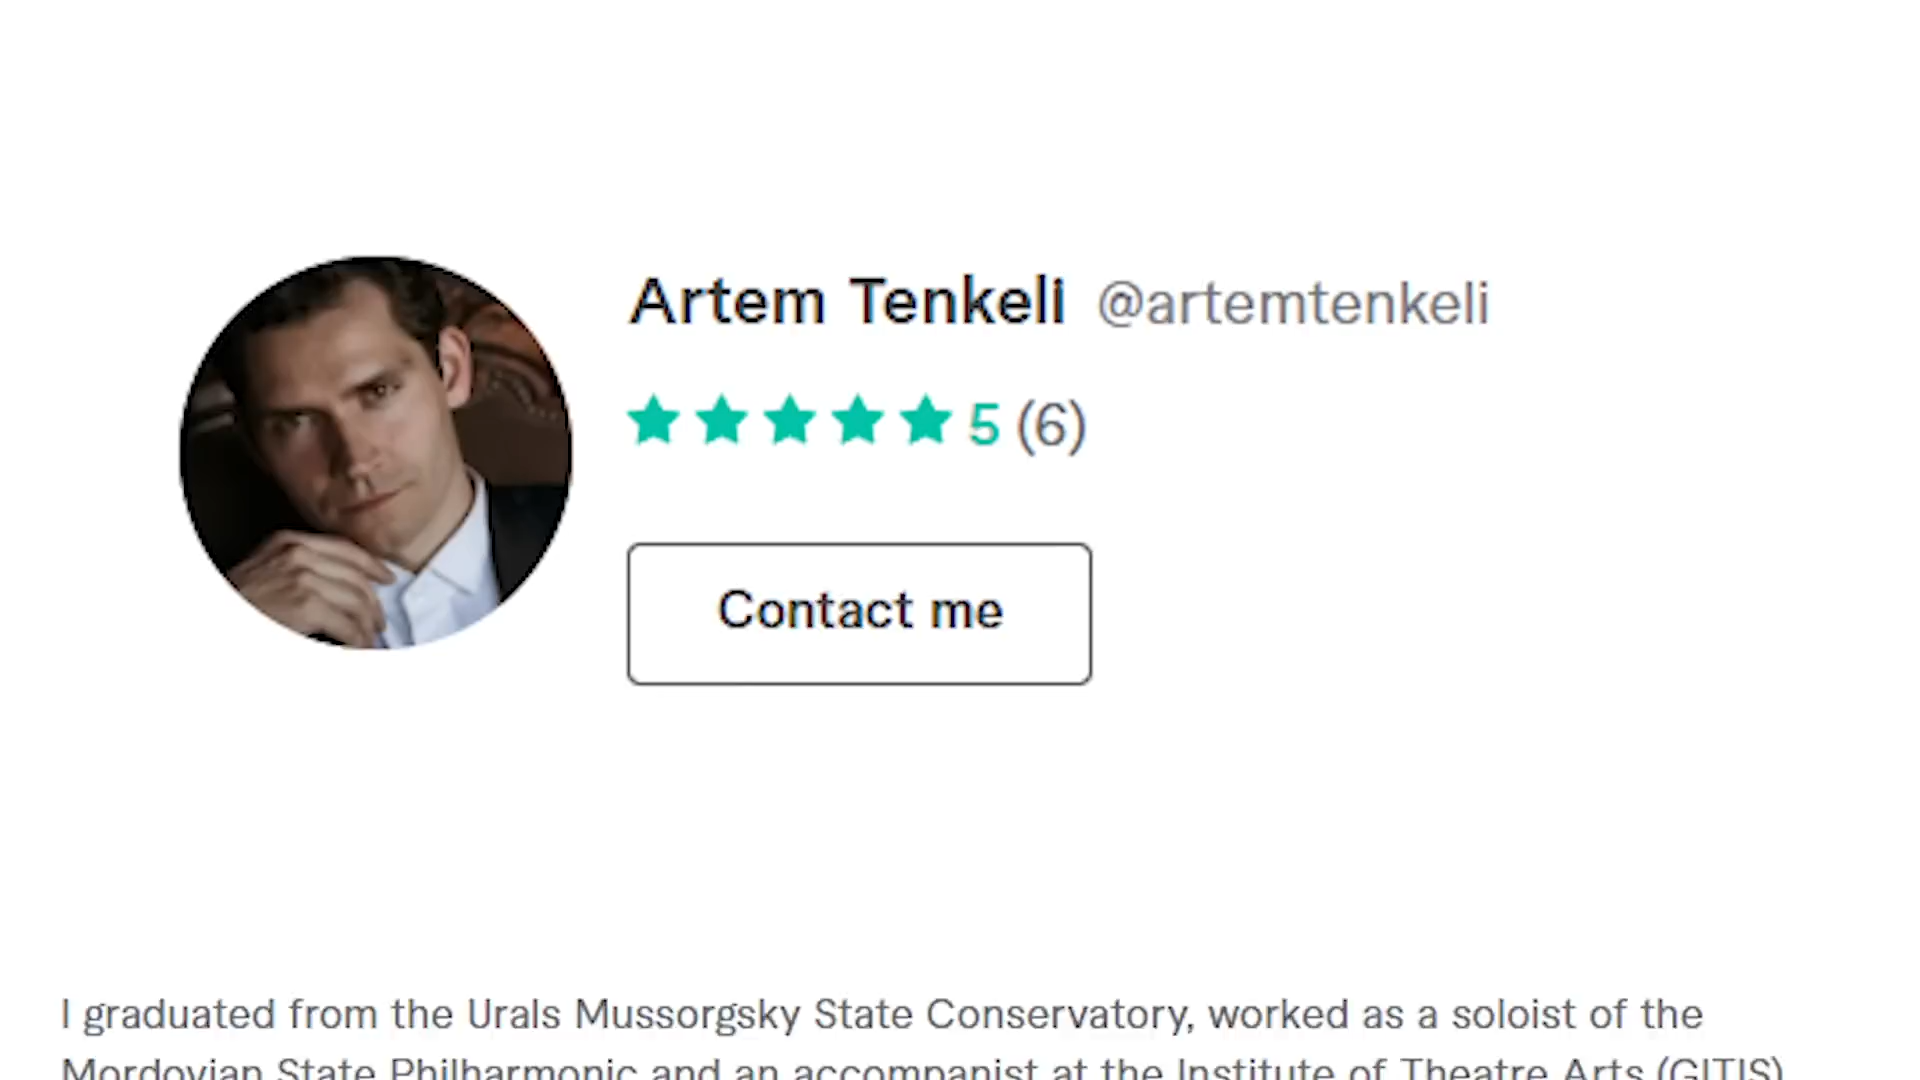 Artem Tenkeli @artemtenkeli
5 (6)
Contact me
I graduated from the Urals Mussorgsky State Conservatory, worked as a soloist of the
Mordovian State Philharmonic and an accompanist at the Institute of Theatre Arts (GITIS)